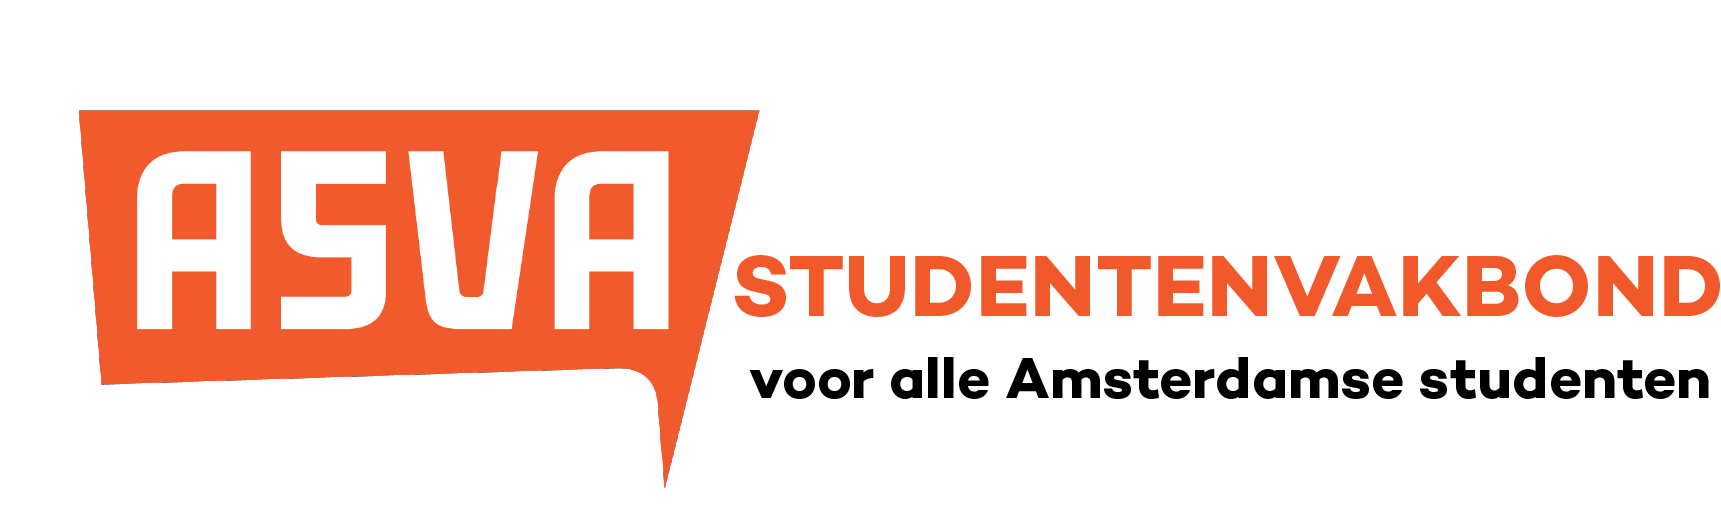 ASVA
STUDENTENVAKBOND
voor alle Amsterdamse studenten